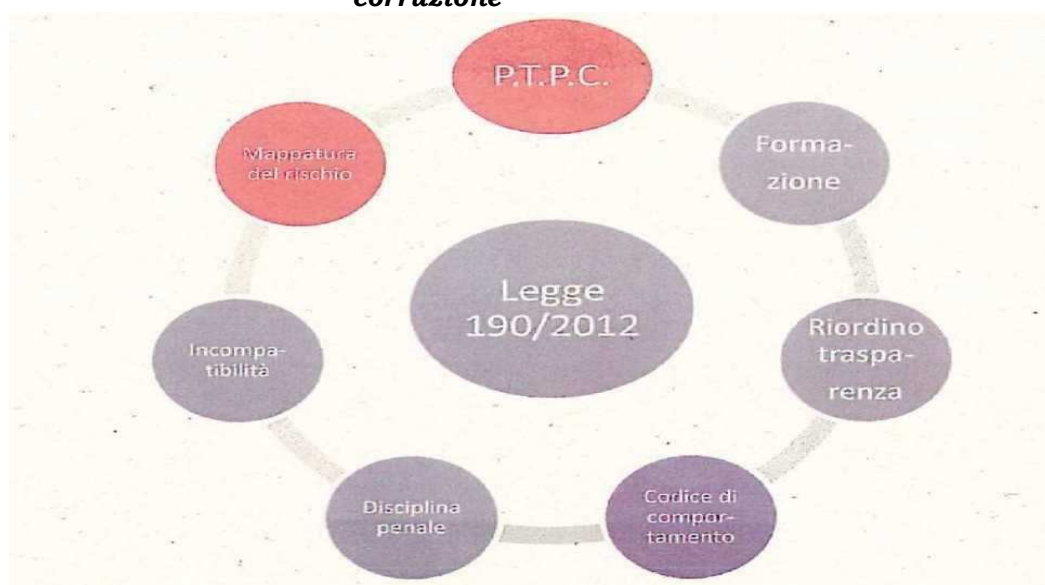 corruzione
P.T.P.C.
Forma-
zione
Riordino
traspa-
renza
Codice di
compor-
tamento
Disciplina
penale
Incompa-
tibilità
Mappatura
del rischio
Legge
190/2012